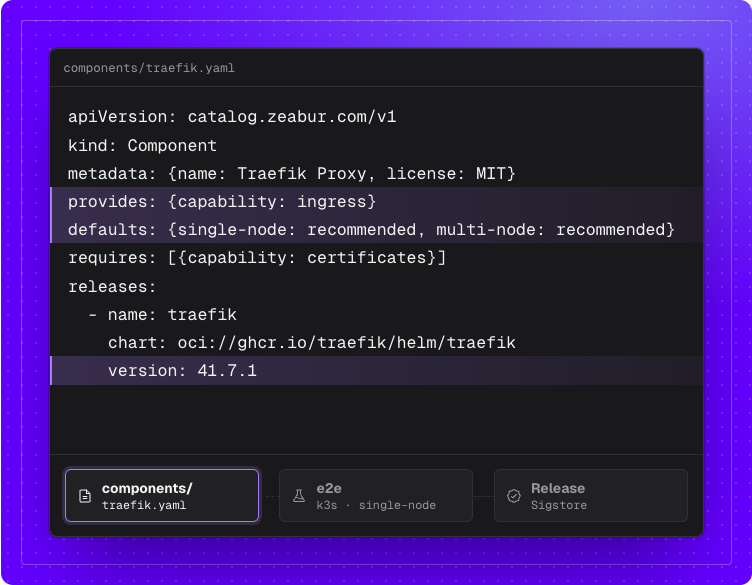 components/traefik.yaml
apiVersion: catalog.zeabur.com/v1
kind: Component
metadata: {name: Traefik Proxy, license: MIT}
provides: {capability: ingress}
defaults: {single-node: recommended, multi-node: recommended}
requires: [{capability: certificates}]
releases:
  - name: traefik
    chart: oci://ghcr.io/traefik/helm/traefik
    version: 41.7.1
components/
traefik.yaml
e2e
k3s · single-node
Release
Sigstore